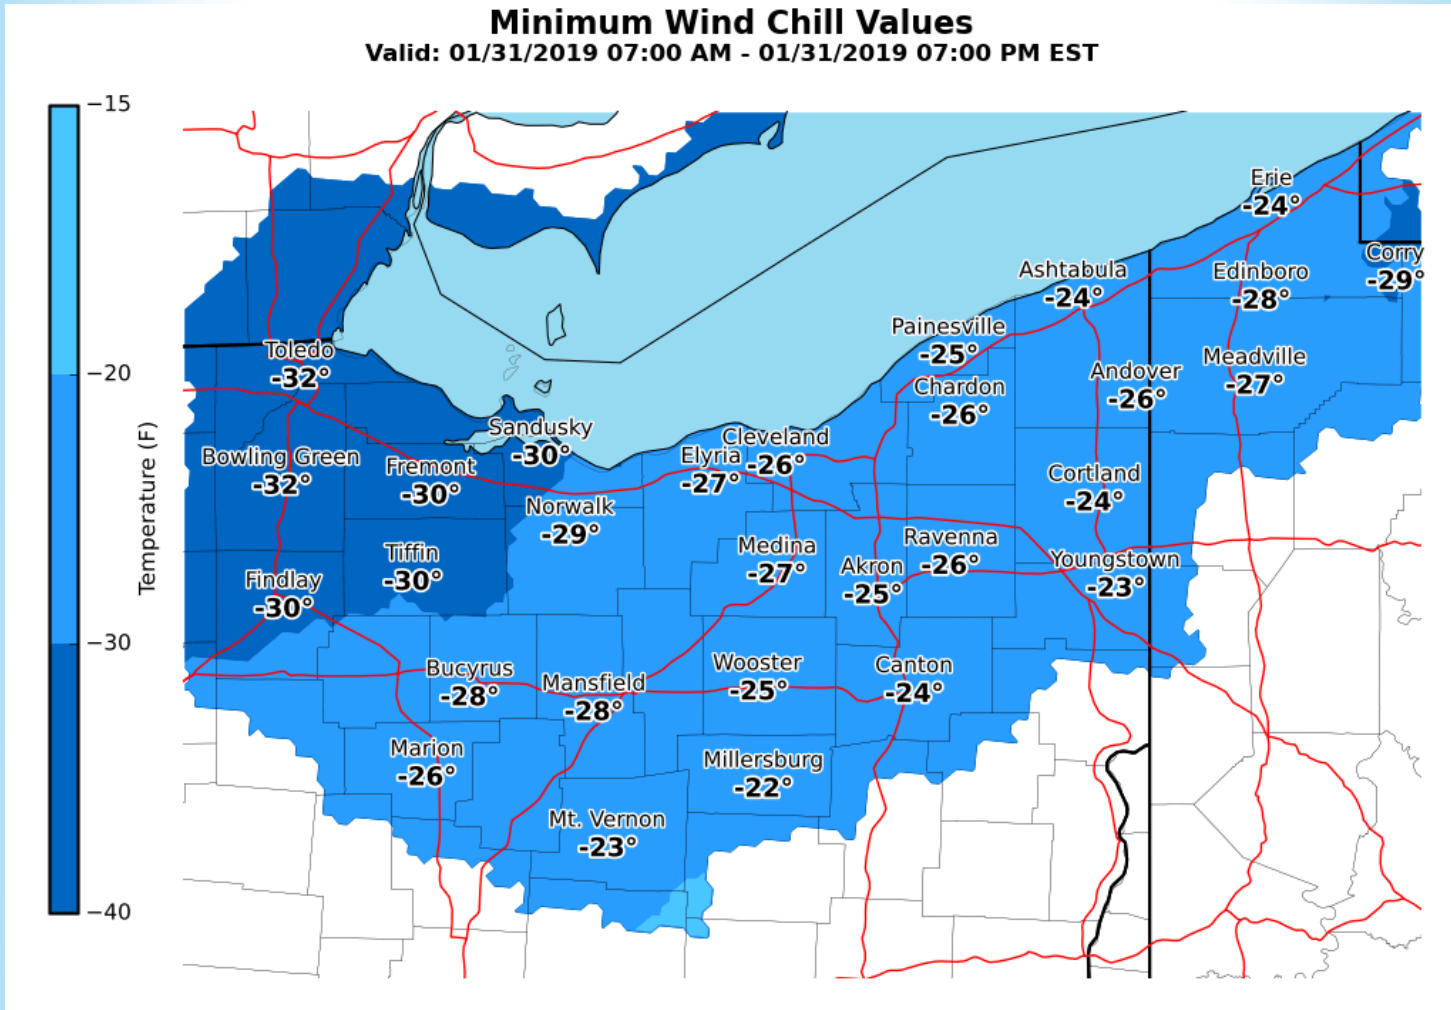 Minimum Wind Chill Values
Valid: 01/31/2019 07:00 AM - 01/31/2019 07:00 PM EST
−15
−20
−30
−40
Temperature (F)
Erie
-24°
Corry
-29°
Ashtabula
-24°
Edinboro
-28°
Painesville
-25°
Toledo
-32°
Meadville
-27°
Andover
-26°
Chardon
-26°
Sandusky
-30°
Cleveland
-26°
Elyria
-27°
Bowling Green
-32°
Fremont
-30°
Cortland
-24°
Norwalk
-29°
Medina
-27°
Ravenna
-26°
Tiffin
-30°
Akron
-25°
Youngstown
-23°
Findlay
-30°
Bucyrus
-28°
Mansfield
-28°
Wooster
-25°
Canton
-24°
Marion
-26°
Millersburg
-22°
Mt. Vernon
-23°